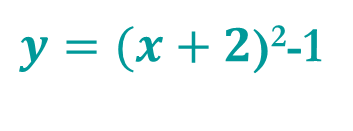 y = (x + 2)²-1